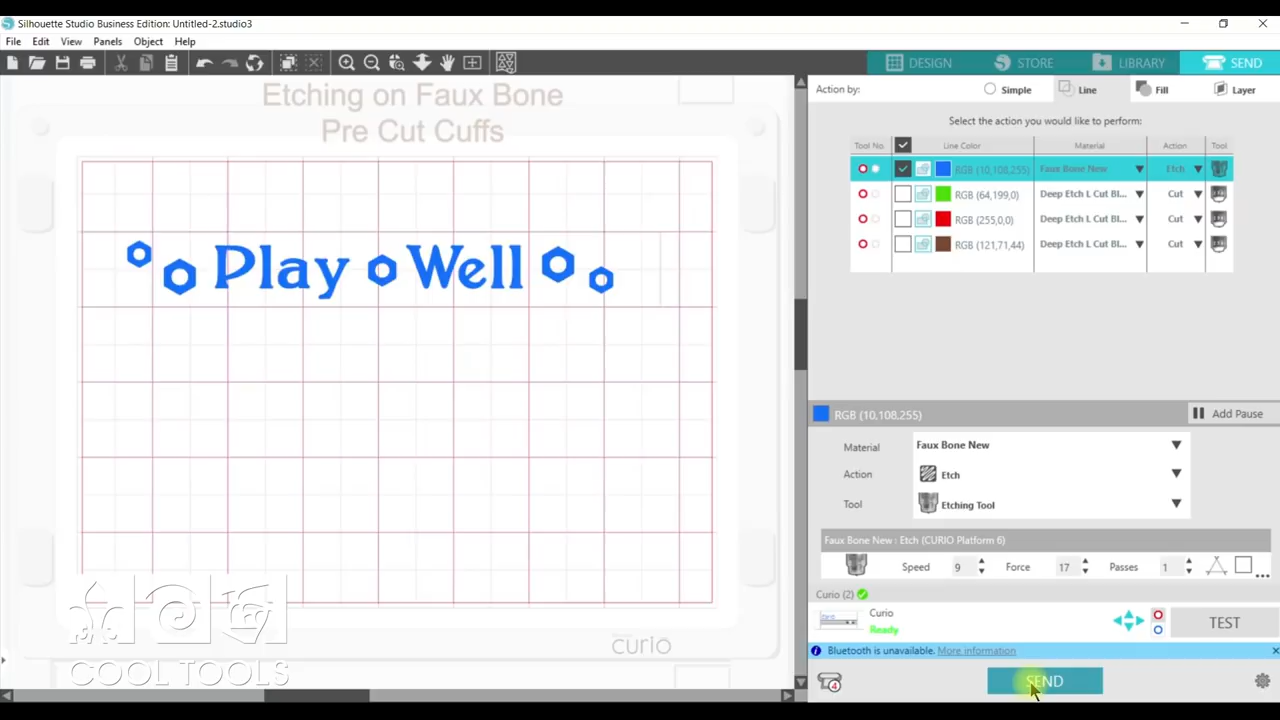 Silhouette Studio Business Edition: Untitled-2.studio3
File Edit View Panels Object Help
DESIGN STORE LIBRARY SEND
Etching on Faux Bone
Pre Cut Cuffs
Play Well
curio
COOL TOOLS
Action by: Simple Line Fill Layer
Select the action you would like to perform:
Tool No. Line Color Material Action Tool
RGB (10,108,255) Faux Bone New Etch
RGB (64,199,0) Deep Etch L Cut Bl... Cut
RGB (255,0,0) Deep Etch L Cut Bl... Cut
RGB (121,71,44) Deep Etch L Cut Bl... Cut
RGB (10,108,255) Add Pause
Material Faux Bone New
Action Etch
Tool Etching Tool
Faux Bone New : Etch (CURIO Platform 6)
Speed 9 Force 17 Passes 1 ...
Curio (2)
Curio
Ready
TEST
Bluetooth is unavailable. More information
4 SEND